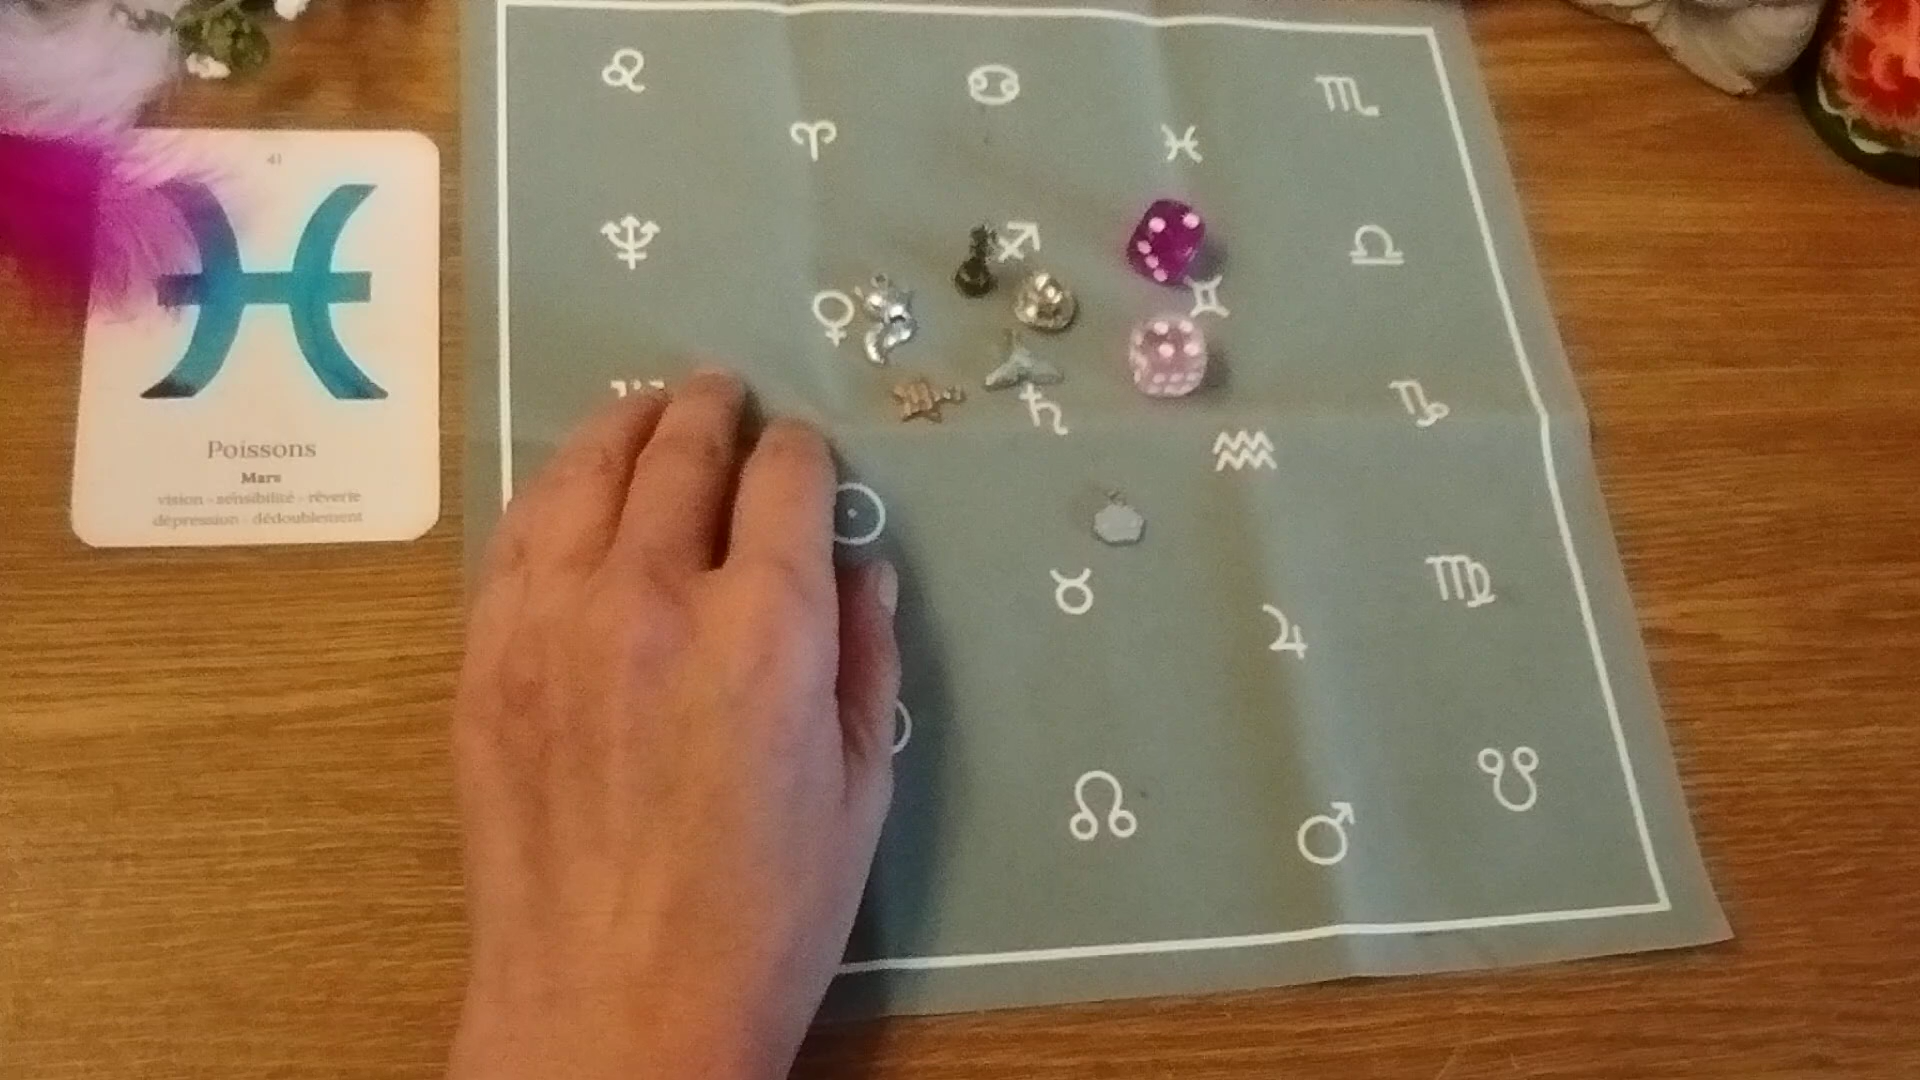 41
Poissons
Mars
vision - sensibilité - rêverie
dépression - dédoublement